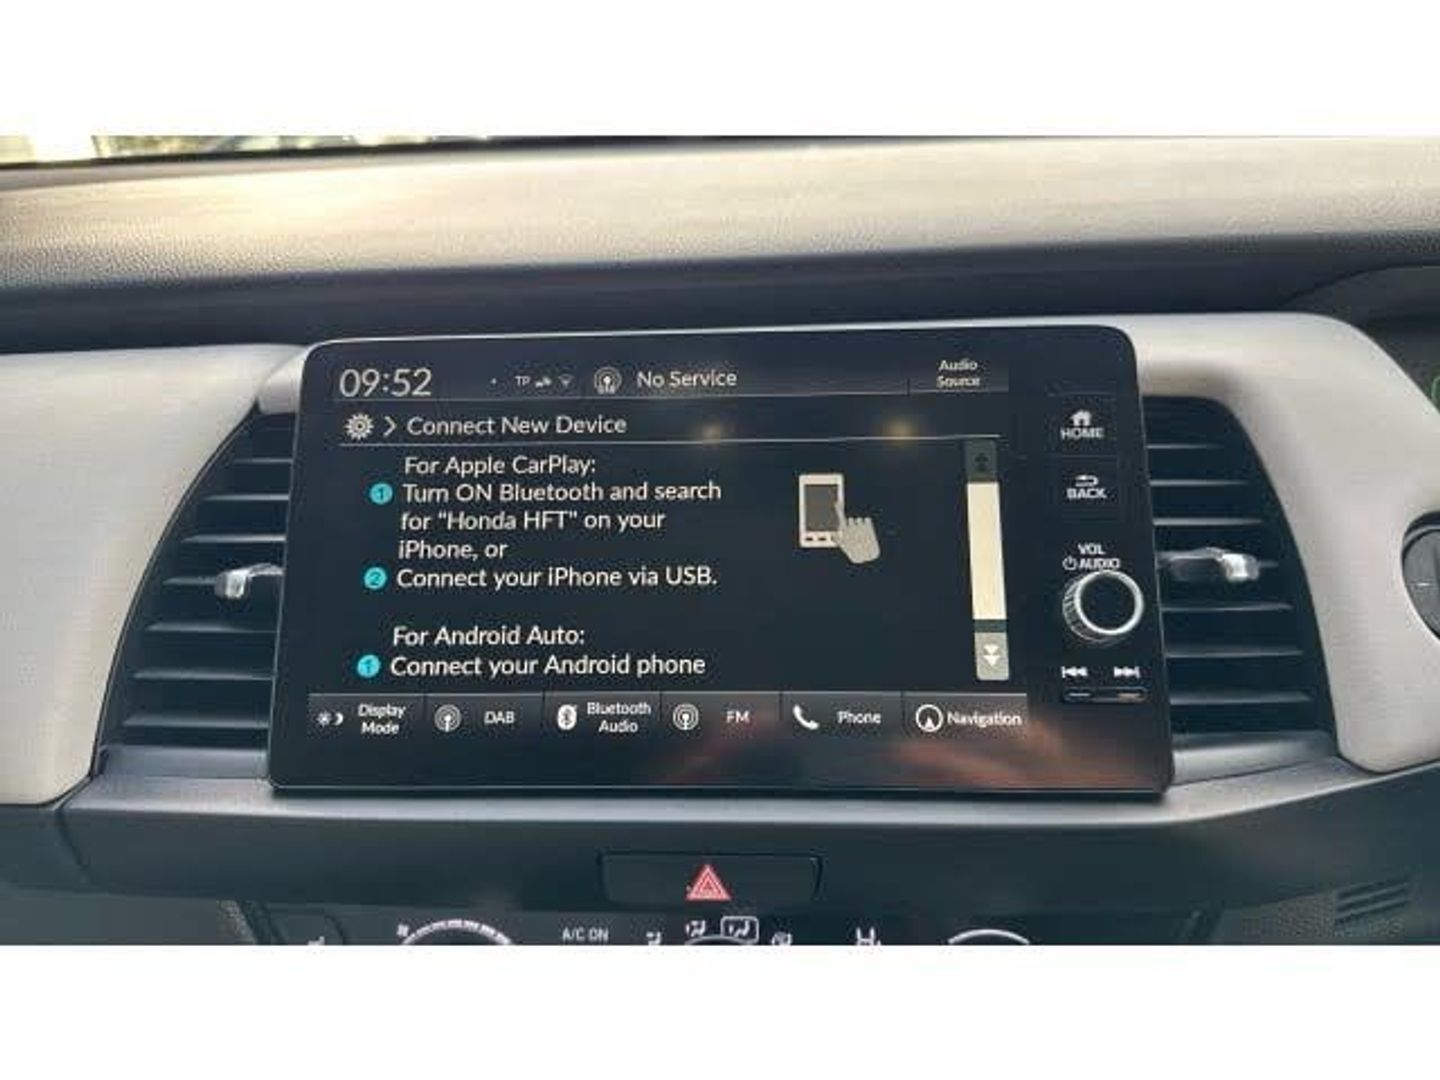 09:52 TP No Service Audio Source
Connect New Device
For Apple CarPlay:
1 Turn ON Bluetooth and search
for "Honda HFT" on your
iPhone, or
2 Connect your iPhone via USB.
For Android Auto:
1 Connect your Android phone
Display Mode DAB Bluetooth Audio FM Phone Navigation
HOME
BACK
VOL
AUDIO
A/C ON